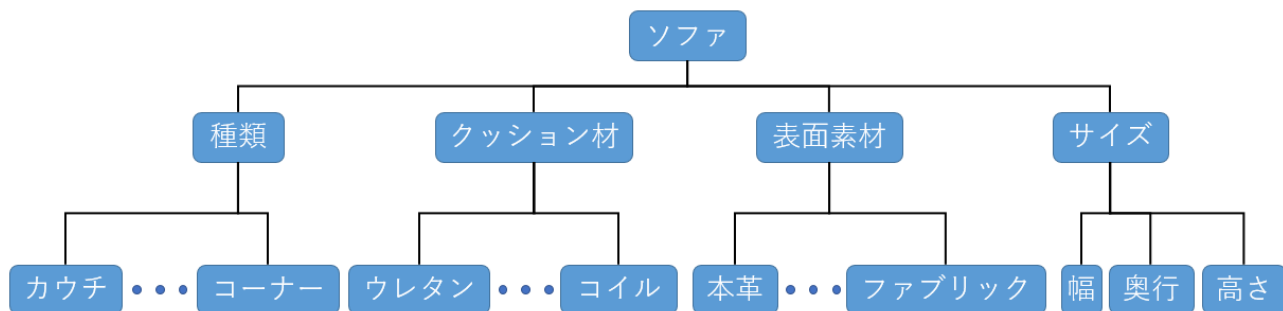 ソファ
種類
クッション材
表面素材
サイズ
カウチ
コーナー
ウレタン
コイル
本革
ファブリック
幅
奥行
高さ